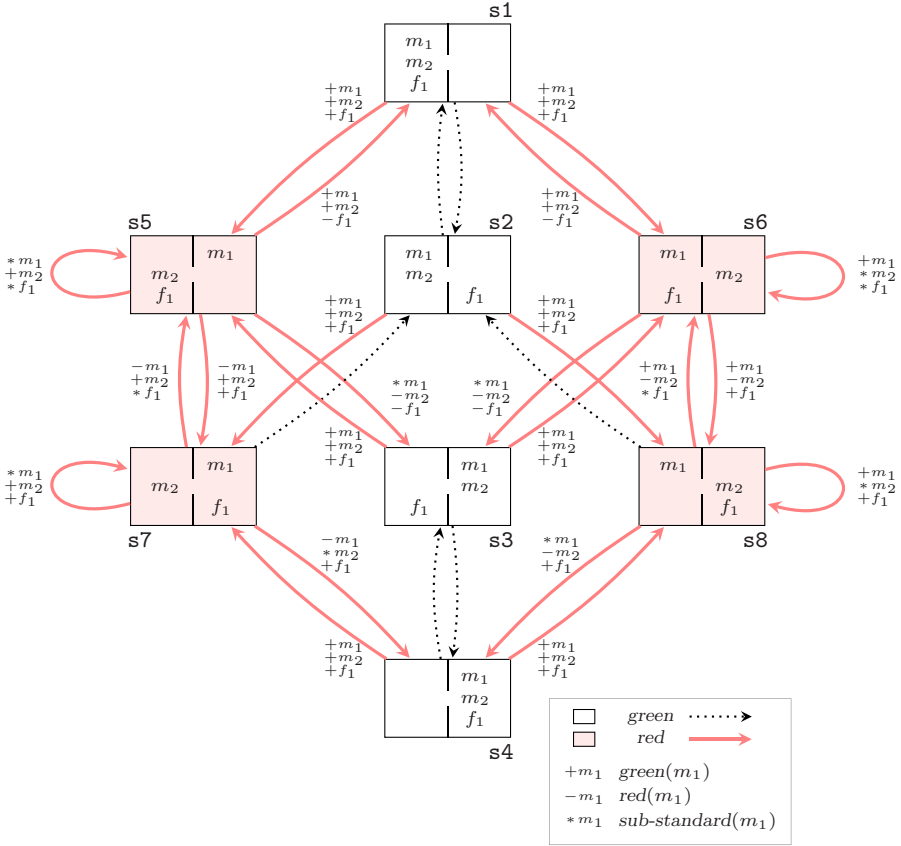 s1
m₁
m₂
f₁
+m₁
+m₂
+f₁
+m₁
+m₂
+f₁
+m₁
+m₂
−f₁
+m₁
+m₂
−f₁
s5
m₁
m₂
f₁
s2
m₁
m₂
f₁
s6
m₁
m₂
f₁
*m₁
+m₂
*f₁
+m₁
*m₂
*f₁
+m₁
+m₂
+f₁
+m₁
+m₂
+f₁
−m₁
+m₂
*f₁
−m₁
+m₂
+f₁
*m₁
−m₂
−f₁
*m₁
−m₂
−f₁
+m₁
−m₂
*f₁
+m₁
−m₂
+f₁
+m₁
+m₂
+f₁
+m₁
+m₂
+f₁
*m₁
+m₂
+f₁
m₁
m₂
f₁
s7
m₁
m₂
f₁
s3
m₁
m₂
f₁
s8
+m₁
*m₂
+f₁
−m₁
*m₂
+f₁
*m₁
−m₂
+f₁
+m₁
+m₂
+f₁
+m₁
+m₂
+f₁
m₁
m₂
f₁
s4
green
red
+m₁ green(m₁)
−m₁ red(m₁)
*m₁ sub-standard(m₁)